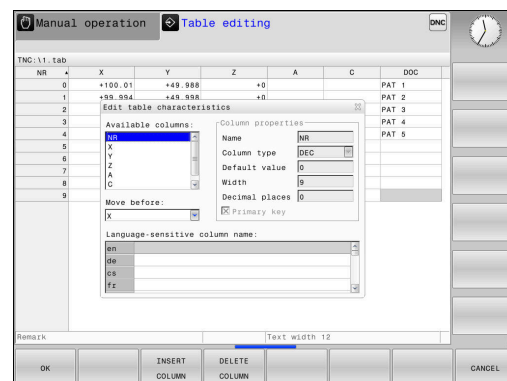 Manual operation
Table editing
DNC
TNC:\1.tab
NR X Y Z A C DOC
0 +100.01 +49.988 +0 PAT 1
1 +99.994 +49.998 +0 PAT 2
2 PAT 3
3 PAT 4
4 PAT 5
5
6
7
8
9
Edit table characteristics
Available columns:
NR
X
Y
Z
A
C
Move before:
X
Column properties
Name NR
Column type DEC
Default value 0
Width 9
Decimal places 0
Primary key
Language-sensitive column name:
en
de
cs
fr
Remark
Text width 12
OK
INSERT COLUMN
DELETE COLUMN
CANCEL